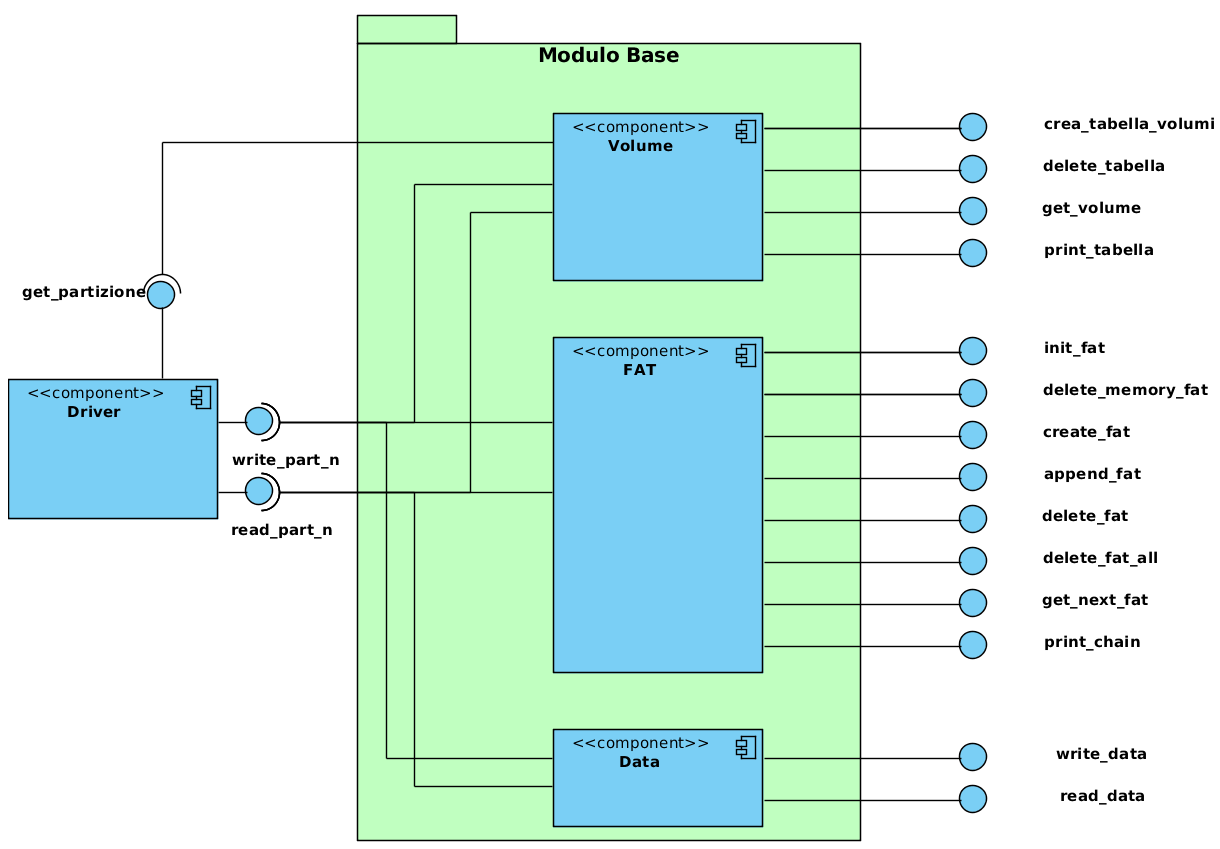 Modulo Base
<<component>>
Volume
crea_tabella_volumi
delete_tabella
get_volume
print_tabella
get_partizione
<<component>>
FAT
init_fat
delete_memory_fat
create_fat
append_fat
delete_fat
delete_fat_all
get_next_fat
print_chain
<<component>>
Driver
write_part_n
read_part_n
<<component>>
Data
write_data
read_data